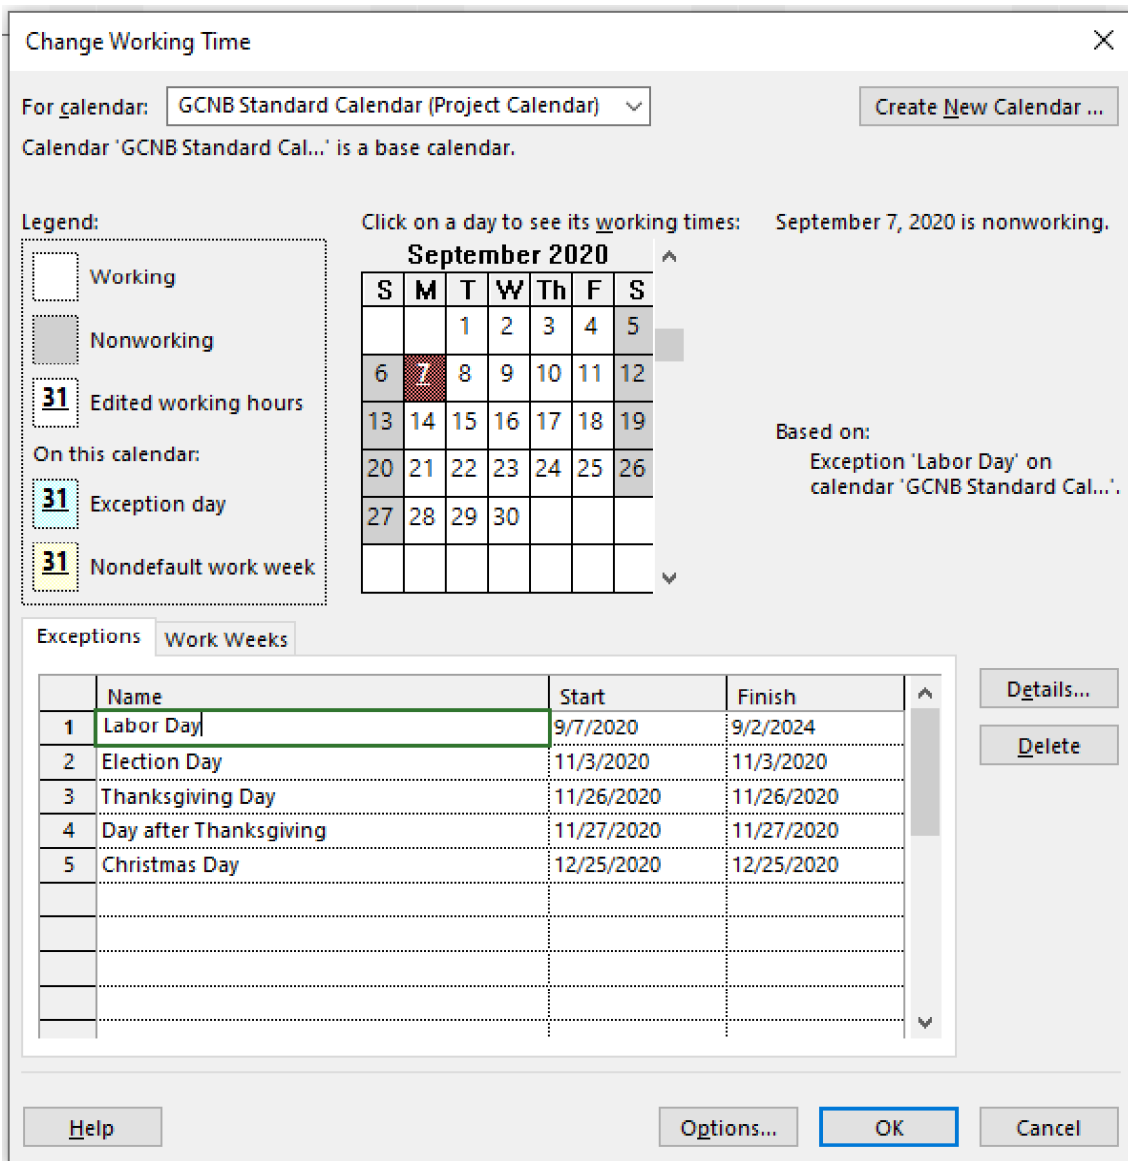 Change Working Time
For calendar: GCNB Standard Calendar (Project Calendar) Create New Calendar ...
Calendar 'GCNB Standard Cal...' is a base calendar.
Legend: Click on a day to see its working times: September 7, 2020 is nonworking.
Working
Nonworking
31 Edited working hours
On this calendar:
31 Exception day
31 Nondefault work week
September 2020
S M T W Th F S
1 2 3 4 5
6 7 8 9 10 11 12
13 14 15 16 17 18 19
20 21 22 23 24 25 26
27 28 29 30
Based on:
Exception 'Labor Day' on
calendar 'GCNB Standard Cal...'.
Exceptions Work Weeks
Name Start Finish
1 Labor Day 9/7/2020 9/2/2024
2 Election Day 11/3/2020 11/3/2020
3 Thanksgiving Day 11/26/2020 11/26/2020
4 Day after Thanksgiving 11/27/2020 11/27/2020
5 Christmas Day 12/25/2020 12/25/2020
Details...
Delete
Help Options... OK Cancel